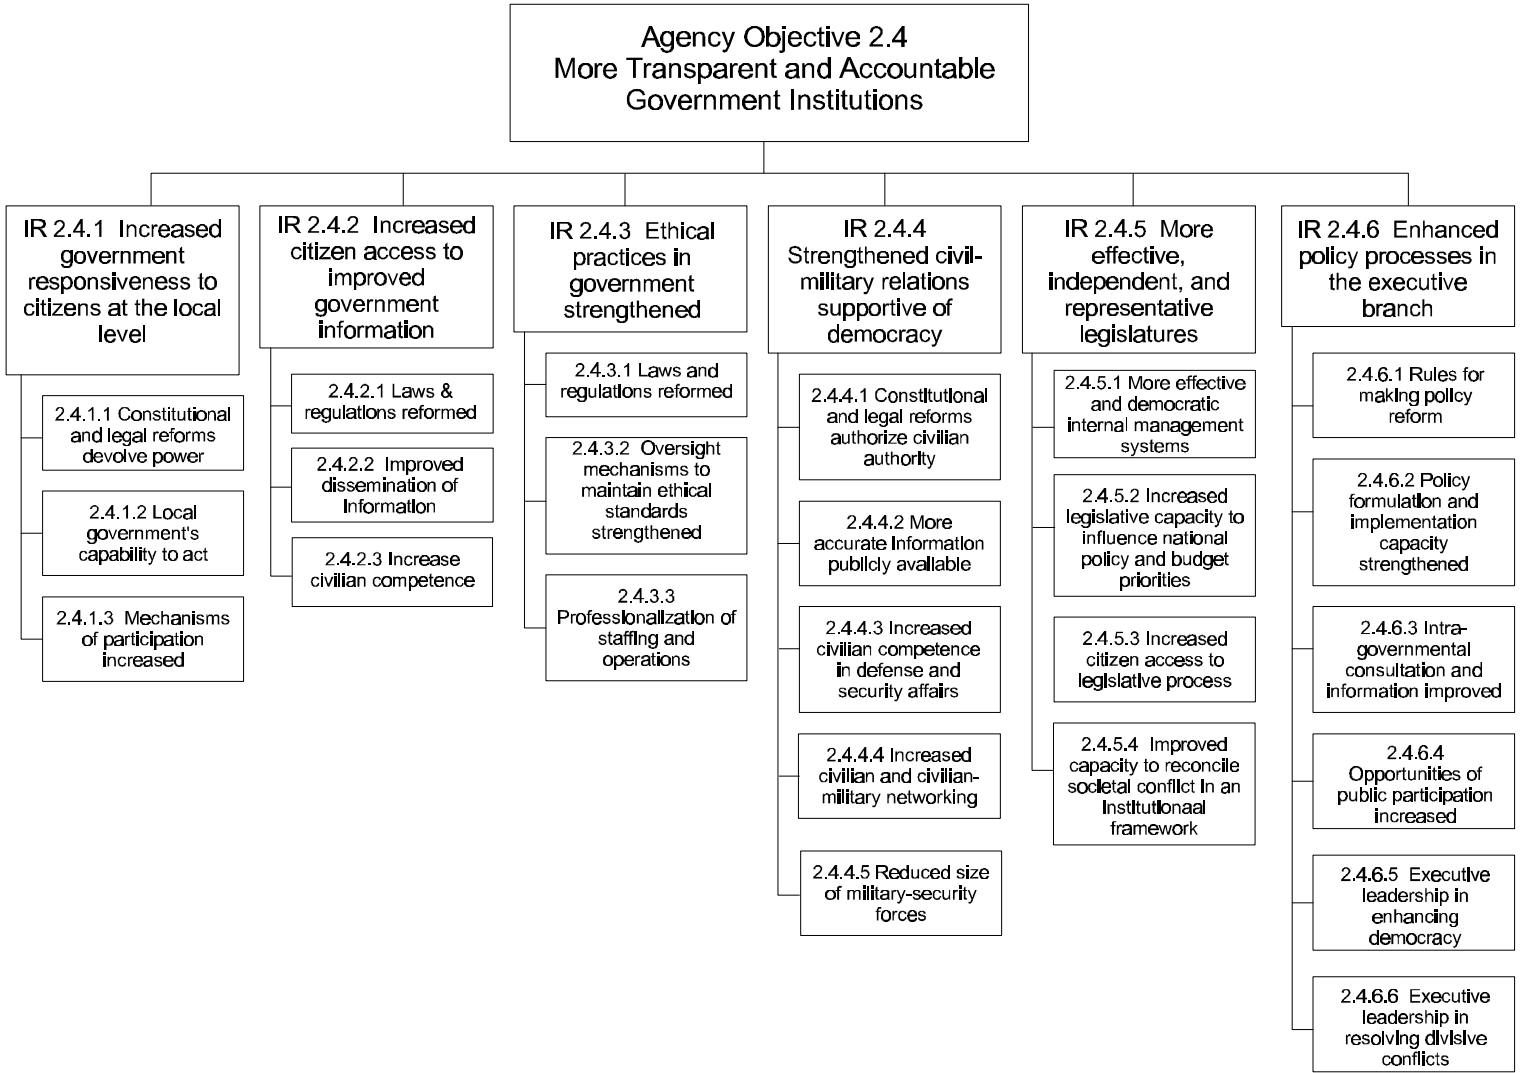 Agency Objective 2.4
More Transparent and Accountable
Government Institutions
IR 2.4.1 Increased
government
responsiveness to
citizens at the local
level
2.4.1.1 Constitutional
and legal reforms
devolve power
2.4.1.2 Local
government's
capability to act
2.4.1.3 Mechanisms
of participation
increased
IR 2.4.2 Increased
citizen access to
improved
government
information
2.4.2.1 Laws &
regulations reformed
2.4.2.2 Improved
dissemination of
information
2.4.2.3 Increase
civilian competence
IR 2.4.3 Ethical
practices in
government
strengthened
2.4.3.1 Laws and
regulations reformed
2.4.3.2 Oversight
mechanisms to
maintain ethical
standards
strengthened
2.4.3.3
Professionalization of
staffing and
operations
IR 2.4.4
Strengthened civil-
military relations
supportive of
democracy
2.4.4.1 Constitutional
and legal reforms
authorize civilian
authority
2.4.4.2 More
accurate information
publicly available
2.4.4.3 Increased
civilian competence
in defense and
security affairs
2.4.4.4 Increased
civilian and civilian-
military networking
2.4.4.5 Reduced size
of military-security
forces
IR 2.4.5 More
effective,
independent, and
representative
legislatures
2.4.5.1 More effective
and democratic
internal management
systems
2.4.5.2 Increased
legislative capacity to
influence national
policy and budget
priorities
2.4.5.3 Increased
citizen access to
legislative process
2.4.5.4 Improved
capacity to reconcile
societal conflict in an
institutionaal
framework
IR 2.4.6 Enhanced
policy processes in
the executive
branch
2.4.6.1 Rules for
making policy
reform
2.4.6.2 Policy
formulation and
implementation
capacity
strengthened
2.4.6.3 Intra-
governmental
consultation and
information improved
2.4.6.4
Opportunities of
public participation
increased
2.4.6.5 Executive
leadership in
enhancing
democracy
2.4.6.6 Executive
leadership in
resolving divisive
conflicts